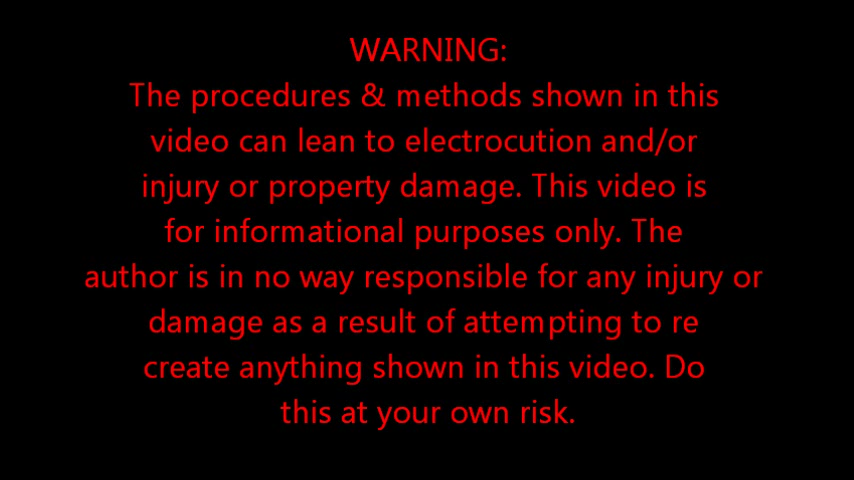 WARNING:
The procedures & methods shown in this
video can lean to electrocution and/or
injury or property damage. This video is
for informational purposes only. The
author is in no way responsible for any injury or
damage as a result of attempting to re
create anything shown in this video. Do
this at your own risk.